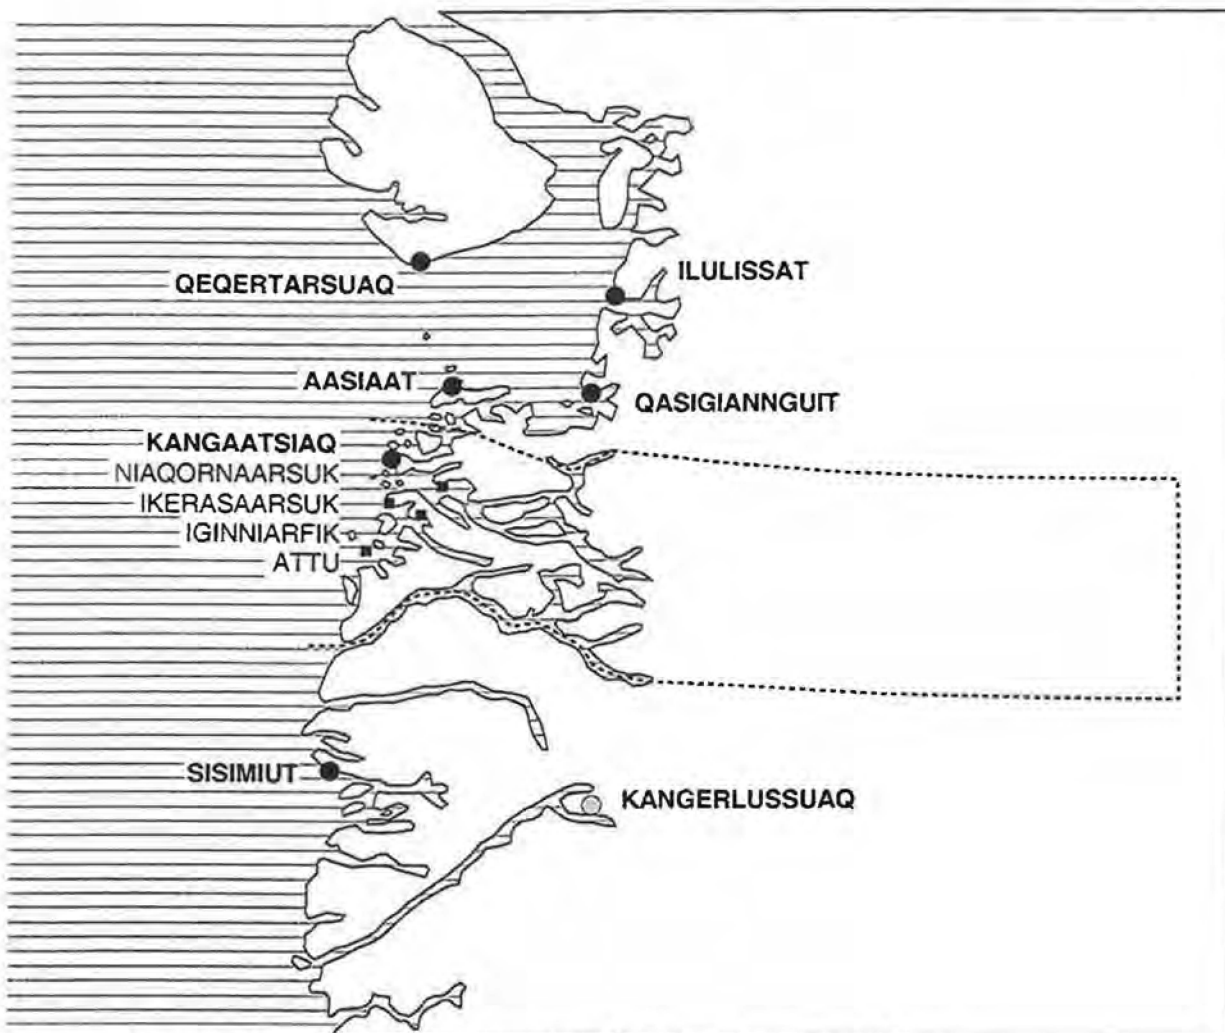 QEQERTARSUAQ
ILULISSAT
AASIAAT
QASIGIANNGUIT
KANGAATSIAQ
NIAQORNAARSUK
IKERASAARSUK
IGINNIARFIK
ATTU
SISIMIUT
KANGERLUSSUAQ